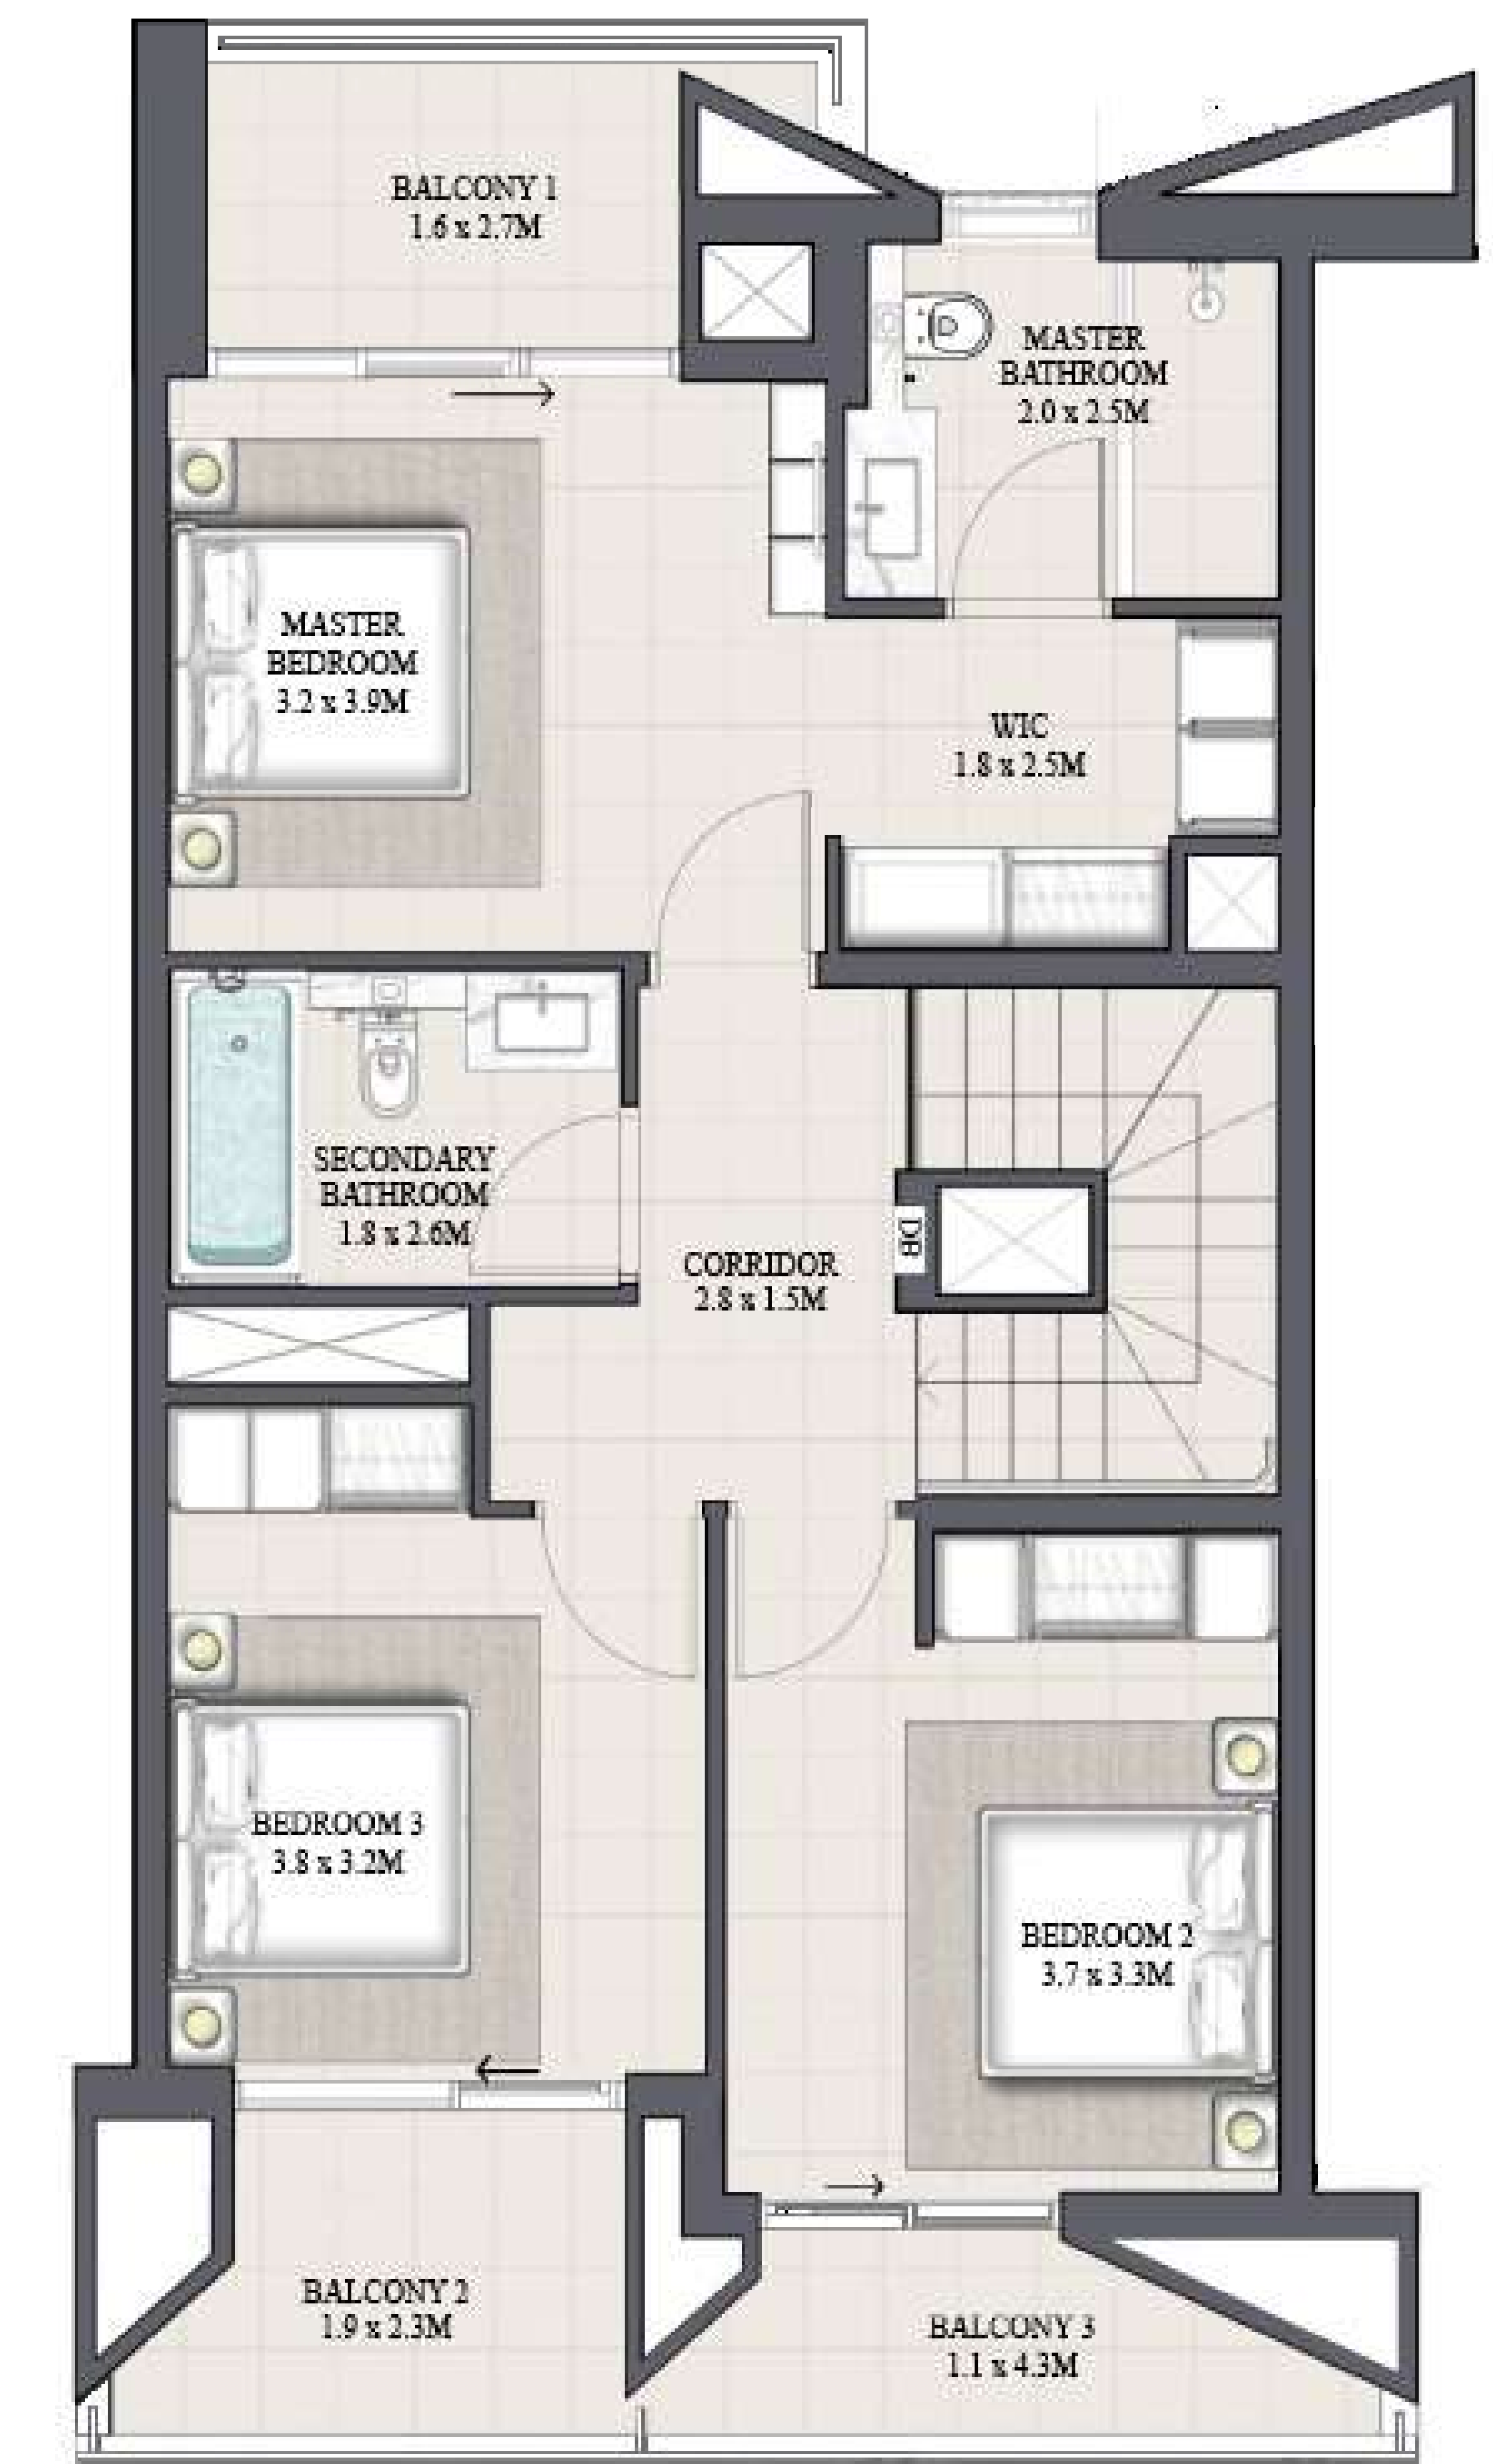 BALCONY 1
1.6 x 2.7M
MASTER
BATHROOM
2.0 x 2.5M
MASTER
BEDROOM
3.2 x 3.9M
WIC
1.8 x 2.5M
SECONDARY
BATHROOM
1.8 x 2.6M
DB
CORRIDOR
2.8 x 1.5M
BEDROOM 3
3.8 x 3.2M
BEDROOM 2
3.7 x 3.3M
BALCONY 2
1.9 x 2.3M
BALCONY 3
1.1 x 4.3M